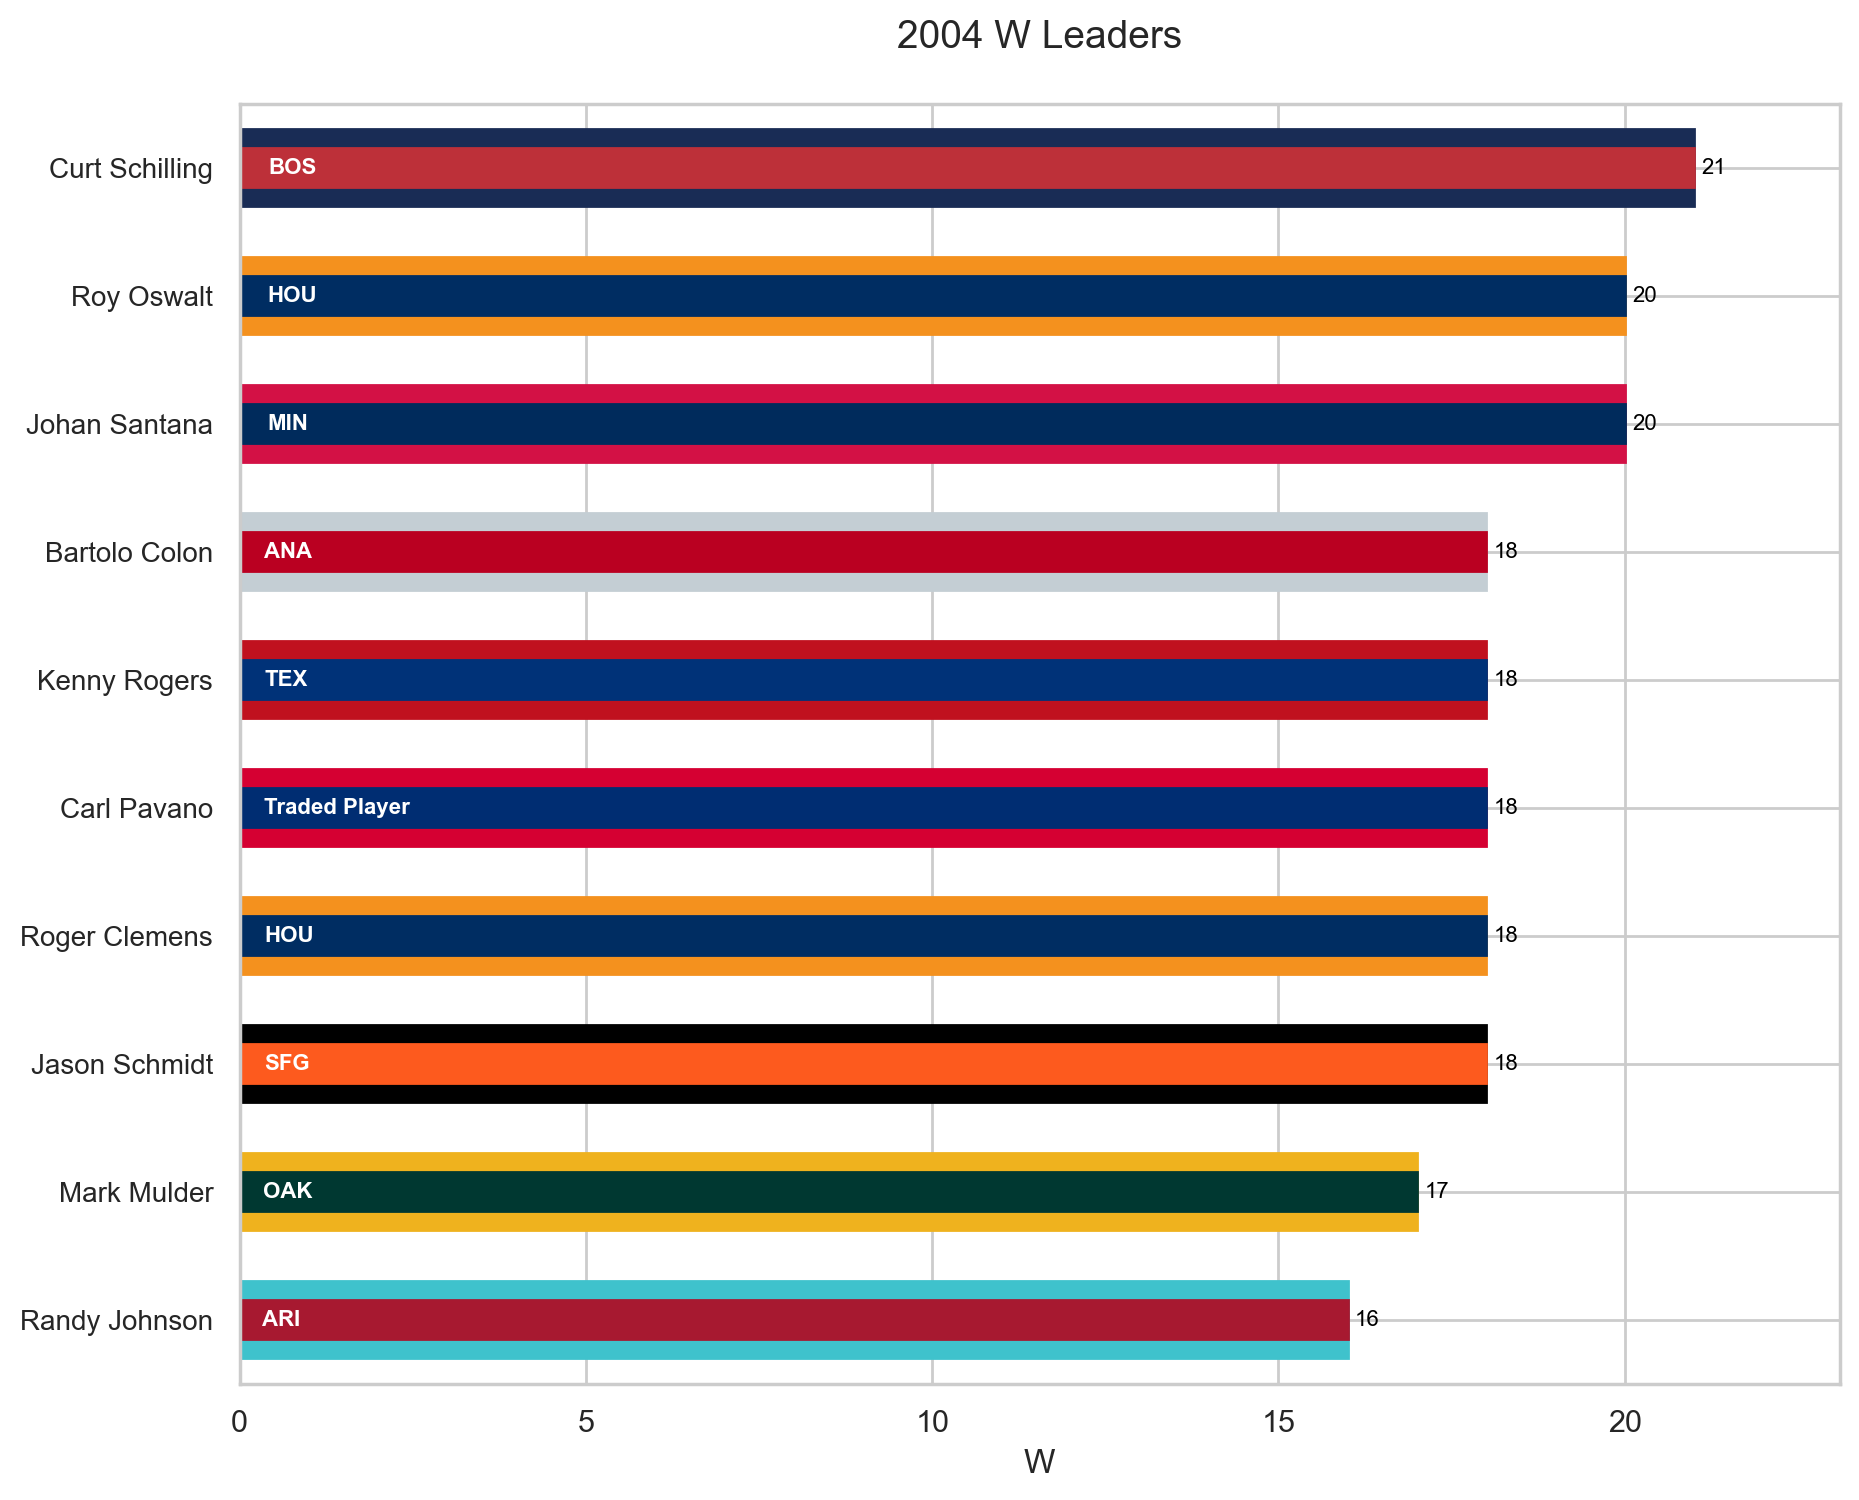 2004 W Leaders
Curt Schilling BOS 21
Roy Oswalt HOU 20
Johan Santana MIN 20
Bartolo Colon ANA 18
Kenny Rogers TEX 18
Carl Pavano Traded Player 18
Roger Clemens HOU 18
Jason Schmidt SFG 18
Mark Mulder OAK 17
Randy Johnson ARI 16
0 5 10 15 20
W